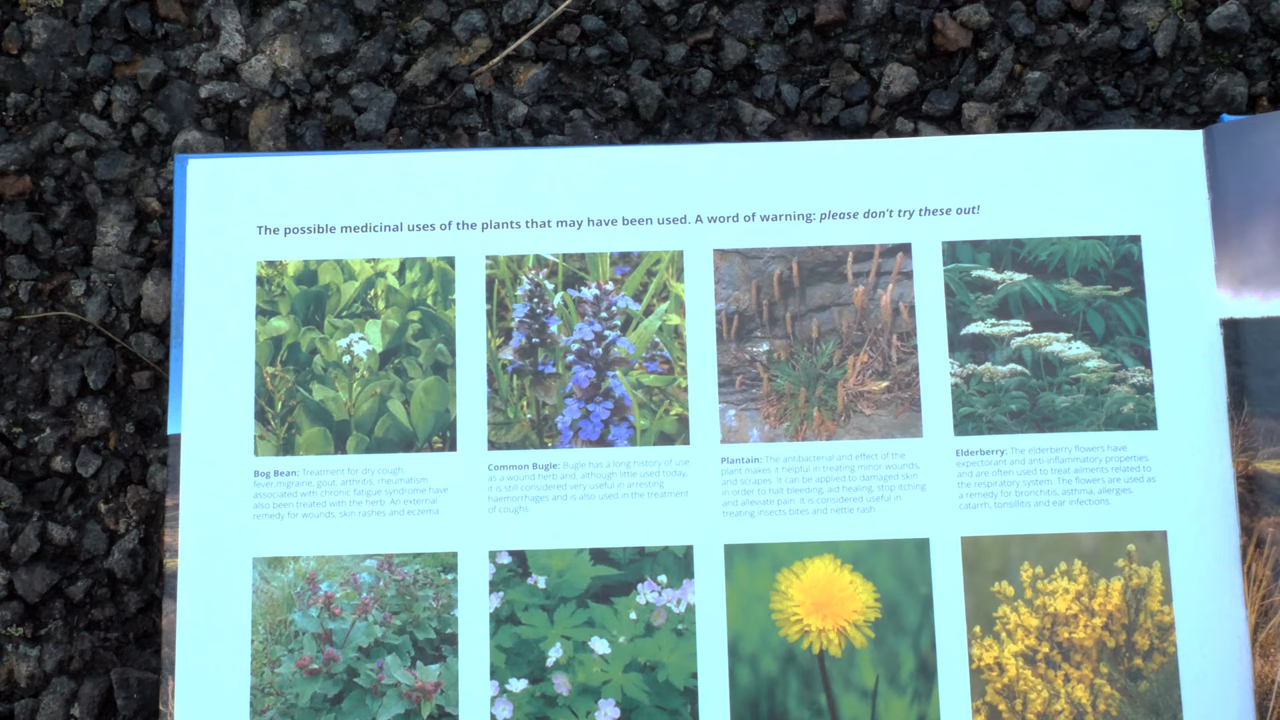 The possible medicinal uses of the plants that may have been used. A word of warning: please don't try these out!
Bog Bean: Treatment for dry cough,
fever,migraine, gout, arthritis, rheumatism
associated with chronic fatigue syndrome have
also been treated with the herb. An external
remedy for wounds, skin rashes and eczema.
Common Bugle: Bugle has a long history of use
as a wound herb and, although little used today,
it is still considered very useful in arresting
haemorrhages and is also used in the treatment
of coughs.
Plantain: The antibacterial and effect of the
plant makes it helpful in treating minor wounds,
and scrapes. It can be applied to damaged skin
in order to halt bleeding, aid healing, stop itching
and alleviate pain. It is considered useful in
treating insects bites and nettle rash.
Elderberry: The elderberry flowers have
expectorant and anti-inflammatory properties
and are often used to treat ailments related to
the respiratory system. The flowers are used as
a remedy for bronchitis, asthma, allergies,
catarrh, tonsillitis and ear infections.